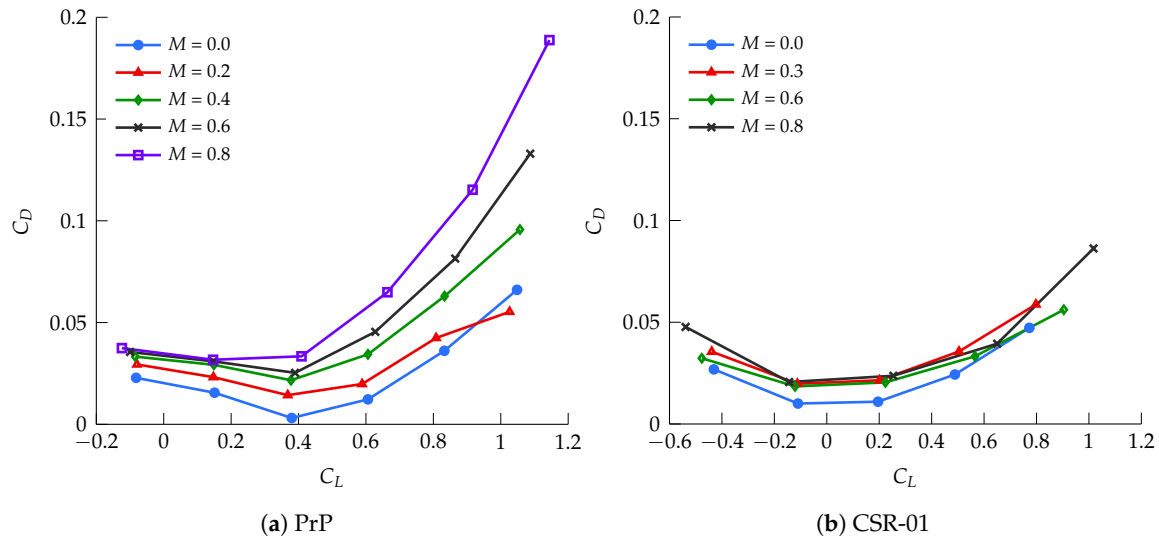 0.2
0.15
0.1
0.05
0
C_D
M = 0.0
M = 0.2
M = 0.4
M = 0.6
M = 0.8
−0.2 0 0.2 0.4 0.6 0.8 1 1.2
C_L
(a) PrP
0.2
0.15
0.1
0.05
0
C_D
M = 0.0
M = 0.3
M = 0.6
M = 0.8
−0.6 −0.4 −0.2 0 0.2 0.4 0.6 0.8 1 1.2
C_L
(b) CSR-01